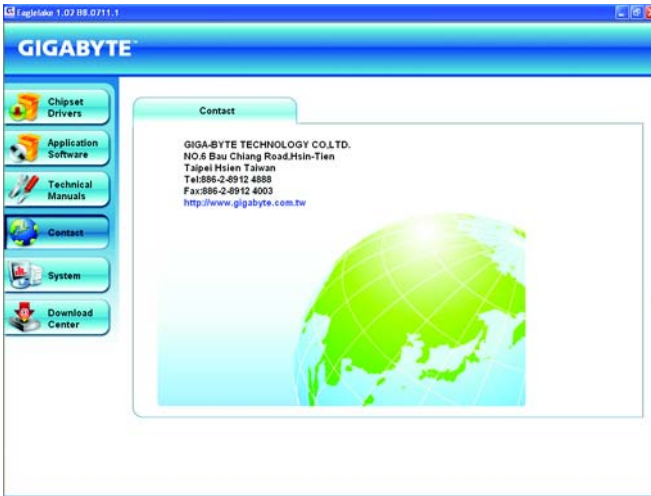 Eaglelake 1.02 B8.0711.1
GIGABYTE™
Chipset
Drivers
Application
Software
Technical
Manuals
Contact
System
Download
Center
Contact
GIGA-BYTE TECHNOLOGY CO,LTD.
NO.6 Bau Chiang Road,Hsin-Tien
Taipei Hsien Taiwan
Tel:886-2-8912 4888
Fax:886-2-8912 4003
http://www.gigabyte.com.tw